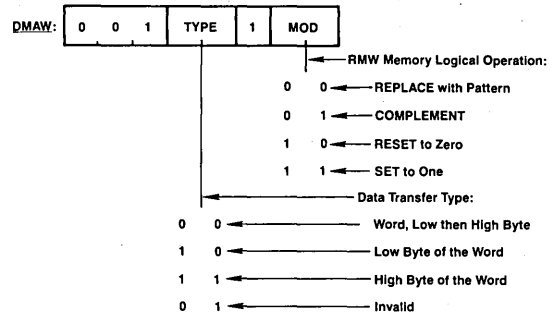 DMAW: 0 0 1 TYPE 1 MOD
RMW Memory Logical Operation:
0 0 REPLACE with Pattern
0 1 COMPLEMENT
1 0 RESET to Zero
1 1 SET to One
Data Transfer Type:
0 0 Word, Low then High Byte
1 0 Low Byte of the Word
1 1 High Byte of the Word
0 1 Invalid